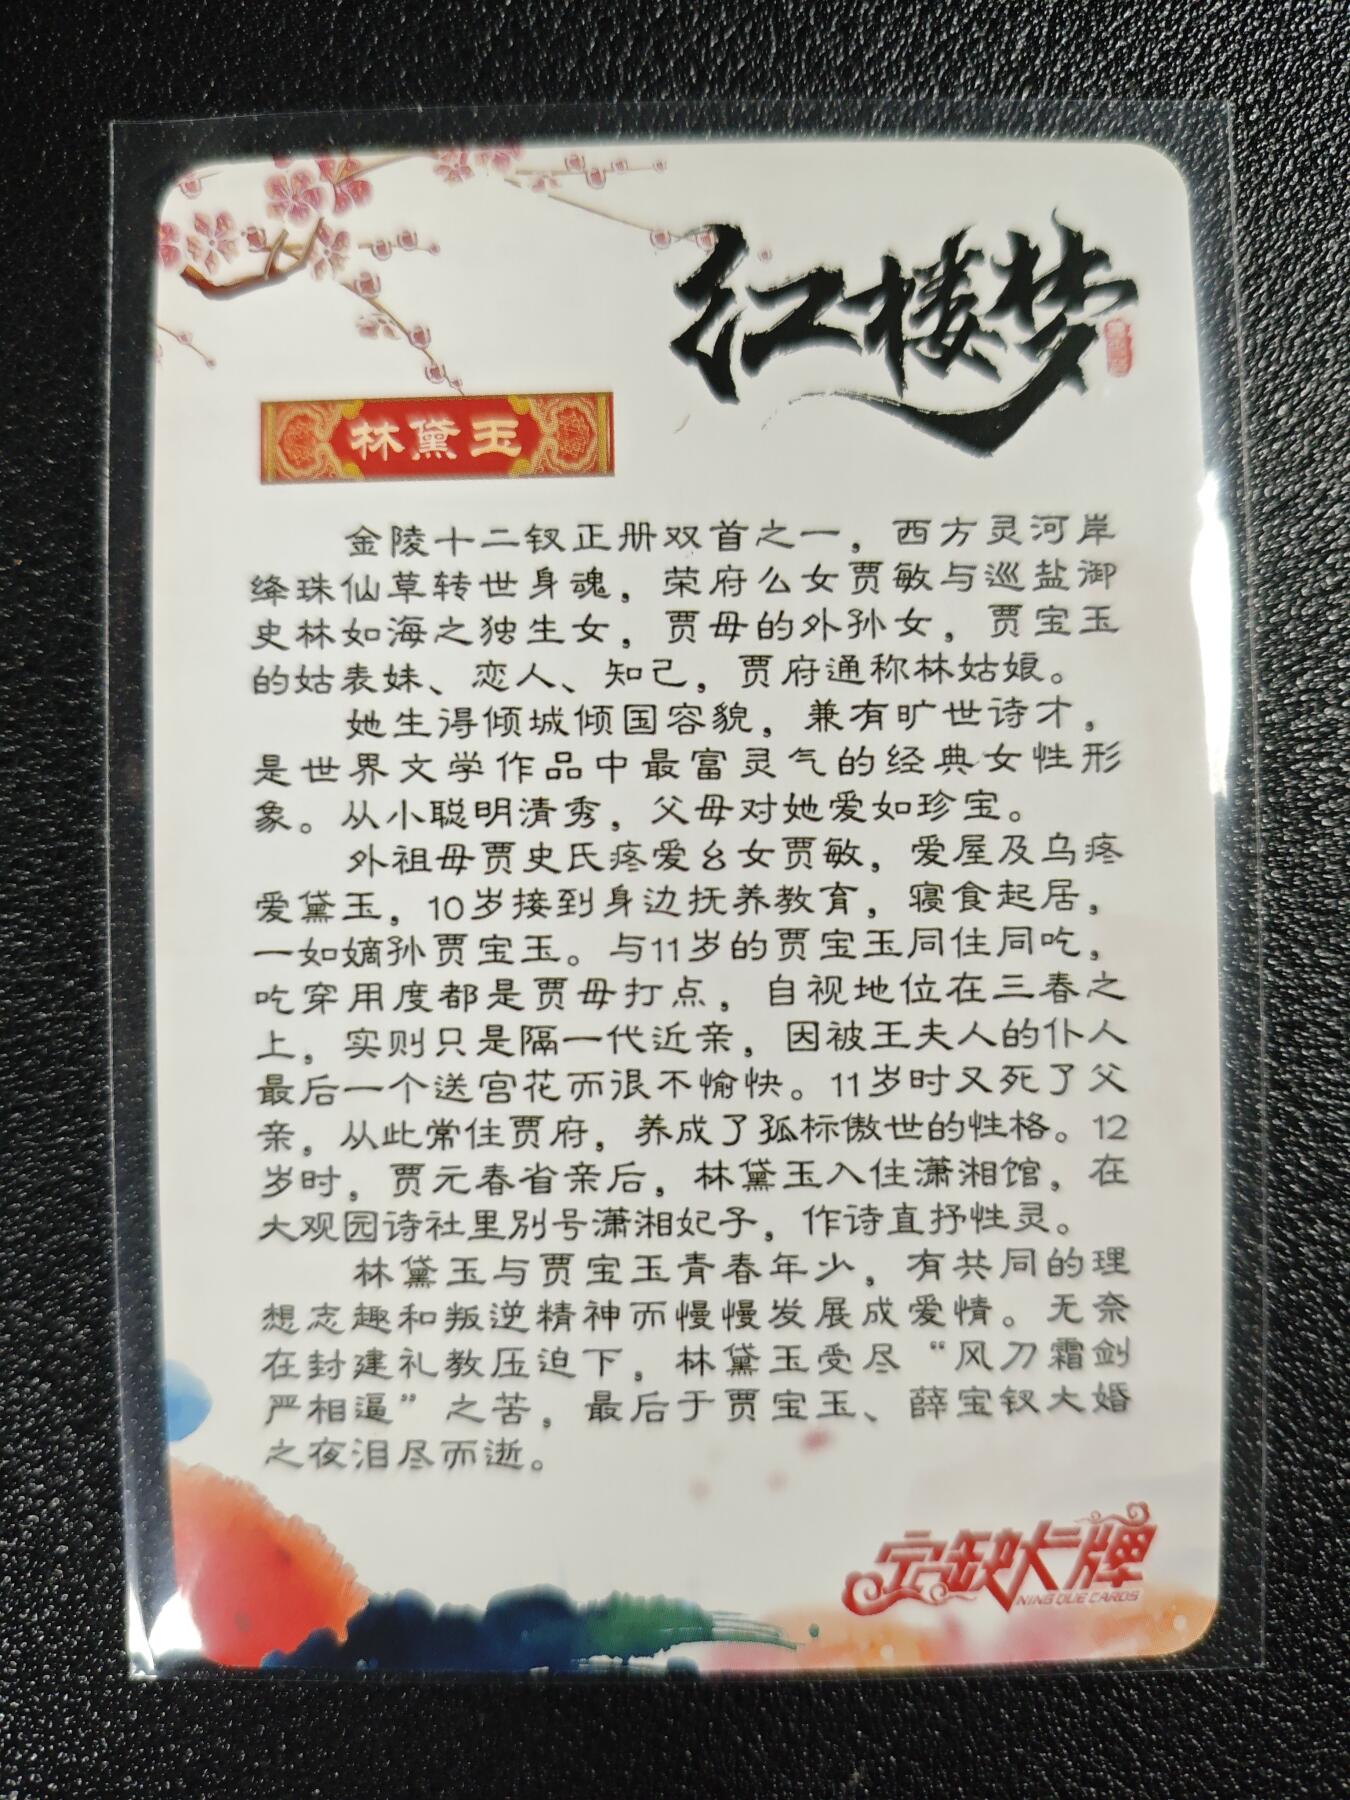 红楼梦
林黛玉
金陵十二钗正册双首之一，西方灵河岸
绛珠仙草转世身魂，荣府公女贾敏与巡盐御
史林如海之独生女，贾母的外孙女，贾宝玉
的姑表妹、恋人、知己，贾府通称林姑娘。
她生得倾城倾国容貌，兼有旷世诗才，
是世界文学作品中最富灵气的经典女性形
象。从小聪明清秀，父母对她爱如珍宝。
外祖母贾史氏疼爱幺女贾敏，爱屋及乌疼
爱黛玉，10岁接到身边抚养教育，寝食起居，
一如嫡孙贾宝玉。与11岁的贾宝玉同住同吃，
吃穿用度都是贾母打点，自视地位在三春之
上，实则只是隔一代近亲，因被王夫人的仆人
最后一个送宫花而很不愉快。11岁时又死了父
亲，从此常住贾府，养成了孤标傲世的性格。12
岁时，贾元春省亲后，林黛玉入住潇湘馆，在
大观园诗社里别号潇湘妃子，作诗直抒性灵。
林黛玉与贾宝玉青春年少，有共同的理
想志趣和叛逆精神而慢慢发展成爱情。无奈
在封建礼教压迫下，林黛玉受尽“风刀霜剑
严相逼”之苦，最后于贾宝玉、薛宝钗大婚
之夜泪尽而逝。
宁缺大牌
NING QUE CARDS